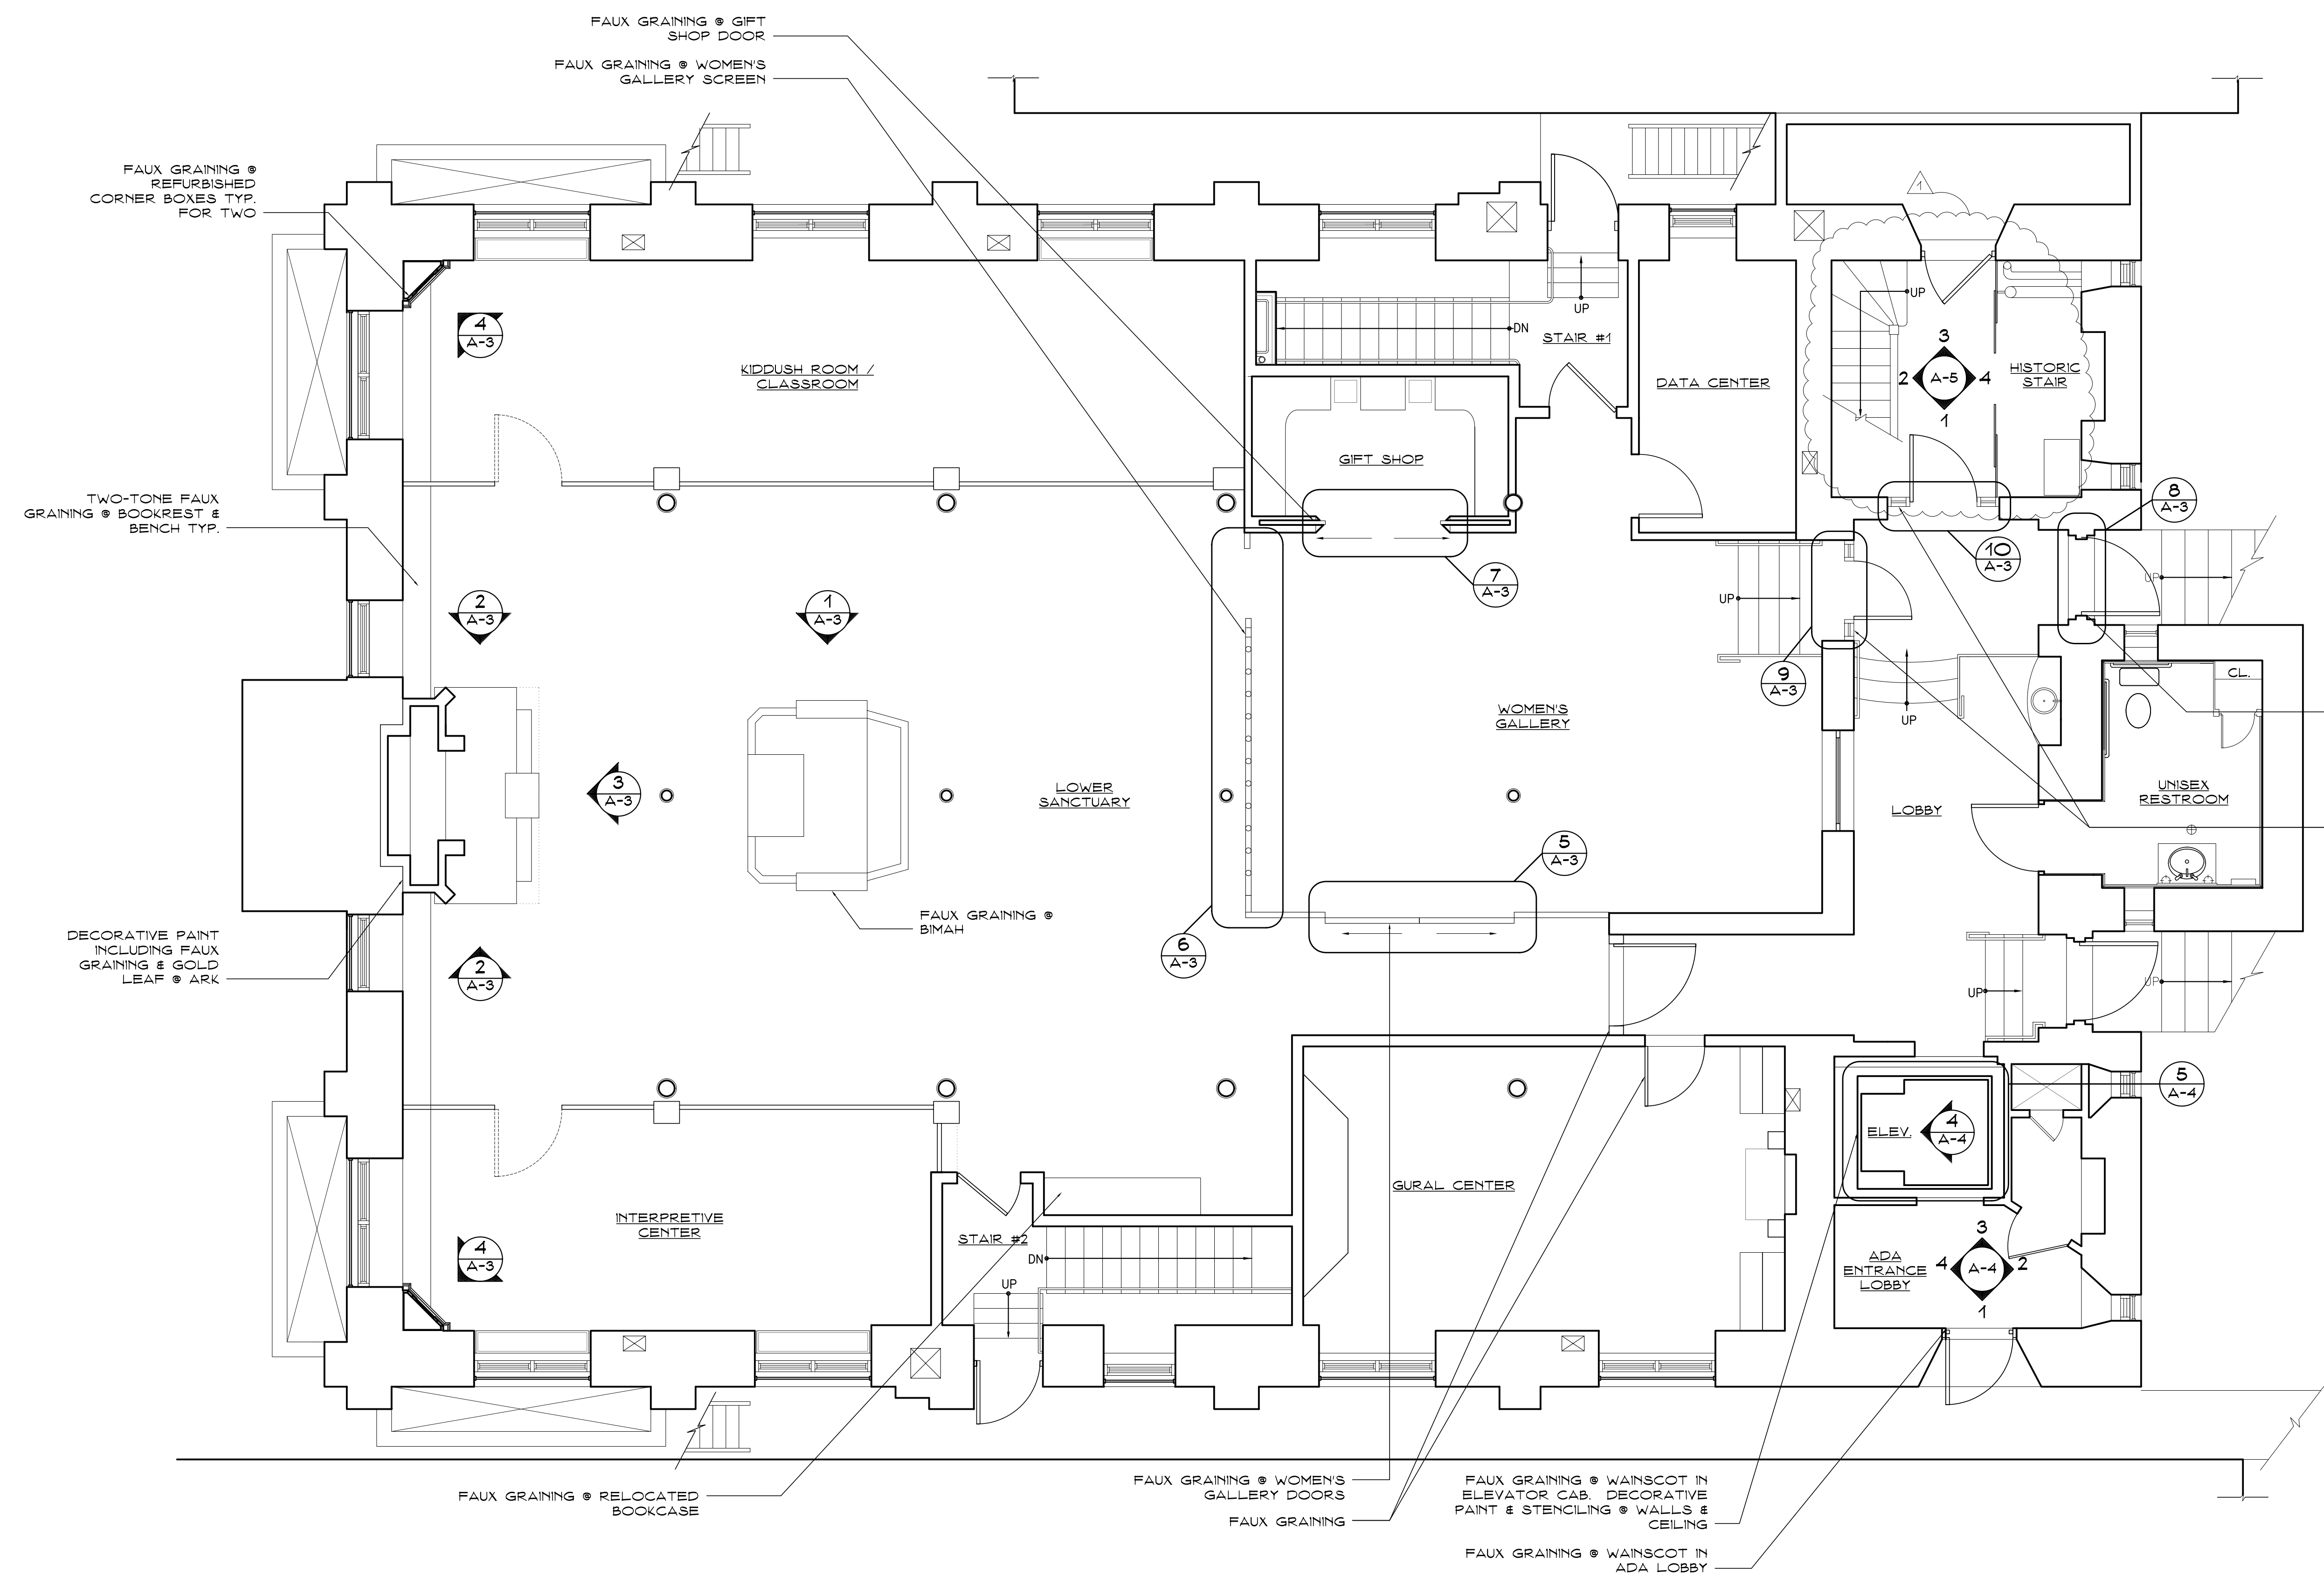 FAUX GRAINING @ GIFT
SHOP DOOR
FAUX GRAINING @ WOMEN'S
GALLERY SCREEN
FAUX GRAINING @
REFURBISHED
CORNER BOXES TYP.
FOR TWO
1
4
A-3
KIDDUSH ROOM /
CLASSROOM
UP
DN
STAIR #1
DATA CENTER
UP
3
2
A-5
4
1
HISTORIC
STAIR
GIFT SHOP
TWO-TONE FAUX
GRAINING @ BOOKREST &
BENCH TYP.
8
A-3
10
A-3
7
A-3
UP
UP
2
A-3
1
A-3
9
A-3
CL.
WOMEN'S
GALLERY
UP
3
A-3
LOWER
SANCTUARY
LOBBY
UNISEX
RESTROOM
5
A-3
FAUX GRAINING @
BIMAH
6
A-3
DECORATIVE PAINT
INCLUDING FAUX
GRAINING & GOLD
LEAF @ ARK
2
A-3
UP
UP
5
A-4
ELEV.
4
A-4
GURAL CENTER
INTERPRETIVE
CENTER
STAIR #2
DN
UP
4
A-3
ADA
ENTRANCE
LOBBY
3
4
A-4
2
1
FAUX GRAINING @ RELOCATED
BOOKCASE
FAUX GRAINING @ WOMEN'S
GALLERY DOORS
FAUX GRAINING
FAUX GRAINING @ WAINSCOT IN
ELEVATOR CAB. DECORATIVE
PAINT & STENCILING @ WALLS &
CEILING
FAUX GRAINING @ WAINSCOT IN
ADA LOBBY